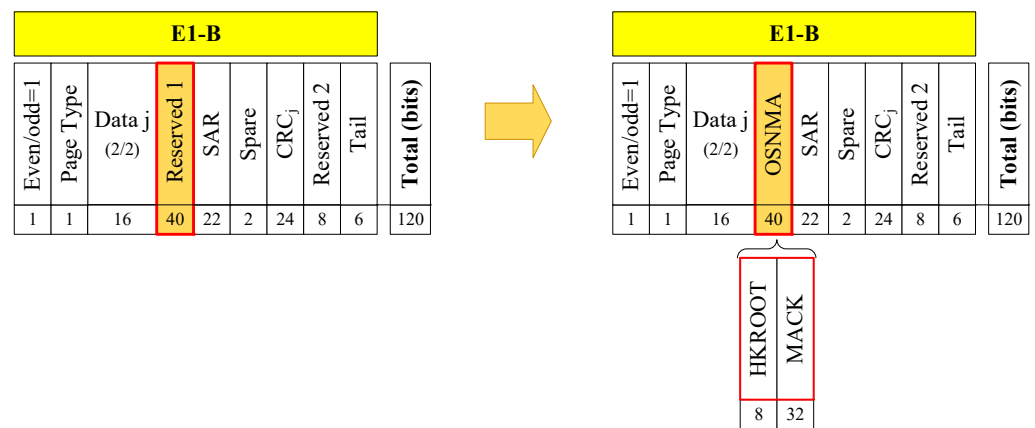 E1-B
Even/odd=1
Page Type
Data j
(2/2)
Reserved 1
SAR
Spare
CRCj
Reserved 2
Tail
Total (bits)
1 1 16 40 22 2 24 8 6 120
E1-B
Even/odd=1
Page Type
Data j
(2/2)
OSNMA
SAR
Spare
CRCj
Reserved 2
Tail
Total (bits)
1 1 16 40 22 2 24 8 6 120
HKROOT
MACK
8 32